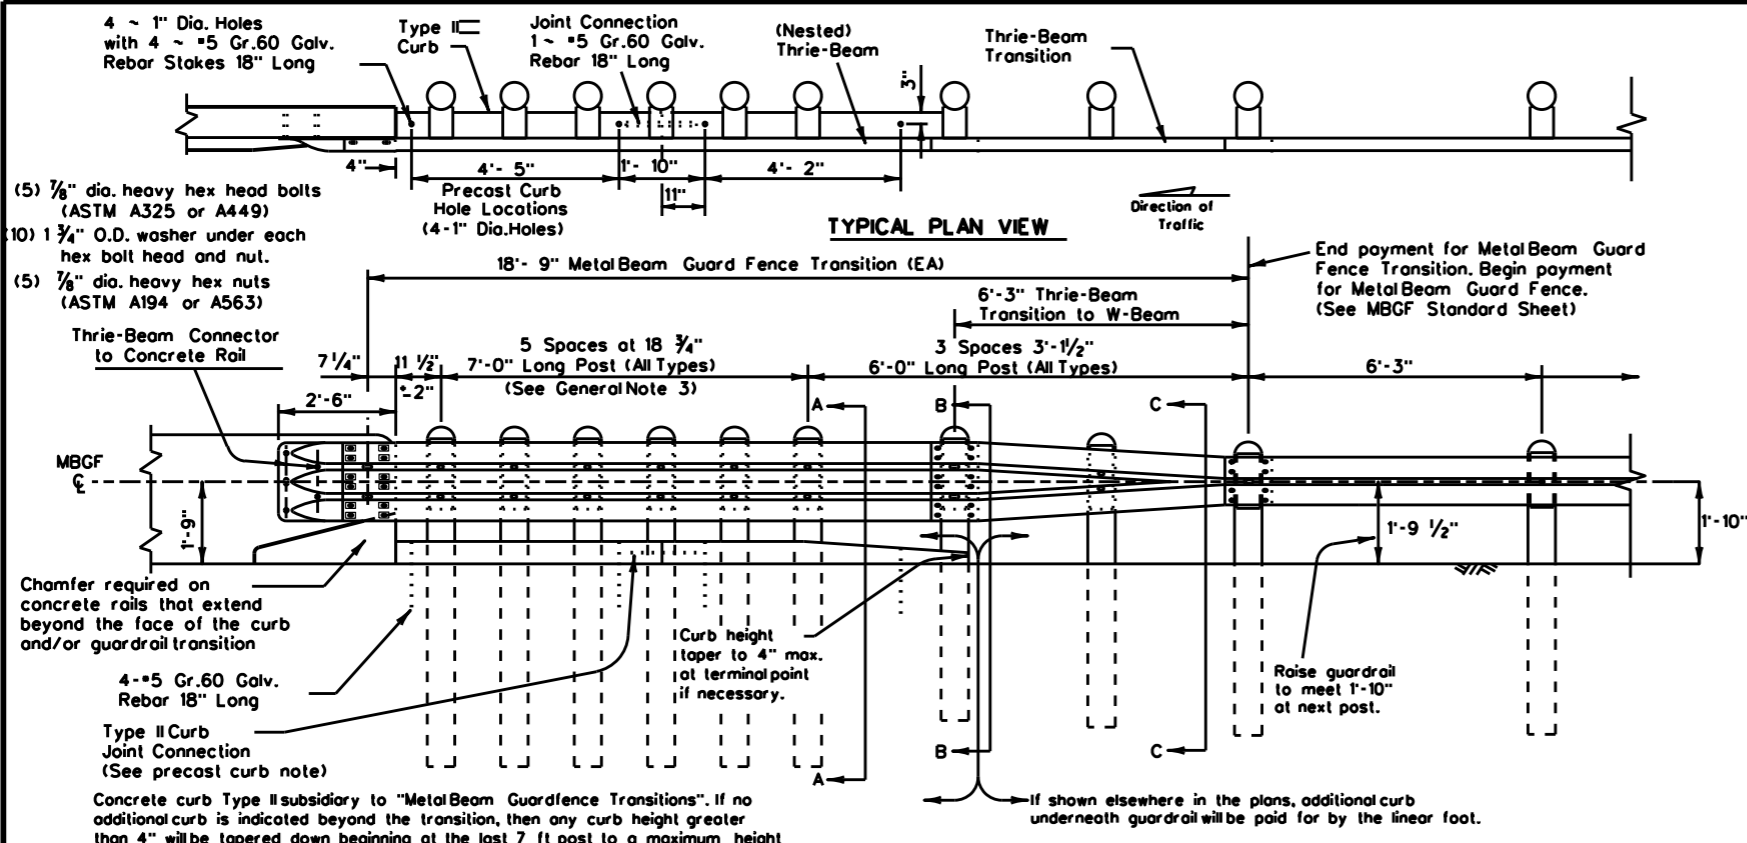 4 ~ 1" Dia. Holes
with 4 ~ #5 Gr.60 Galv.
Rebar Stakes 18" Long
Type II
Curb
Joint Connection
1 ~ #5 Gr.60 Galv.
Rebar 18" Long
(Nested)
Thrie-Beam
Thrie-Beam
Transition
3"
4"
4'- 5"
1'- 10"
4'- 2"
11"
Precast Curb
Hole Locations
(4-1" Dia.Holes)
TYPICAL PLAN VIEW
Direction of
Traffic
(5) 7/8" dia. heavy hex head bolts
(ASTM A325 or A449)
(10) 1 3/4" O.D. washer under each
hex bolt head and nut.
(5) 7/8" dia. heavy hex nuts
(ASTM A194 or A563)
18'- 9" Metal Beam Guard Fence Transition (EA)
End payment for Metal Beam Guard
Fence Transition. Begin payment
for Metal Beam Guard Fence.
(See MBGF Standard Sheet)
6'-3" Thrie-Beam
Transition to W-Beam
Thrie-Beam Connector
to Concrete Rail
7 1/4"
11 1/2"
±2"
5 Spaces at 18 3/4"
7'-0" Long Post (All Types)
(See General Note 3)
3 Spaces 3'-1 1/2"
6'-0" Long Post (All Types)
6'-3"
2'-6"
A
B
C
MBGF
℄
1'-9"
1'-9 1/2"
1'-10"
Chamfer required on
concrete rails that extend
beyond the face of the curb
and/or guardrail transition
4-#5 Gr.60 Galv.
Rebar 18" Long
Curb height
taper to 4" max.
at terminal point
if necessary.
Raise guardrail
to meet 1'-10"
at next post.
Type II Curb
Joint Connection
(See precast curb note)
A
B
C
Concrete curb Type II subsidiary to "Metal Beam Guardfence Transitions". If no
additional curb is indicated beyond the transition, then any curb height greater
than 4" will be tapered down beginning at the last 7 ft post to a maximum height
If shown elsewhere in the plans, additional curb
underneath guardrail will be paid for by the linear foot.